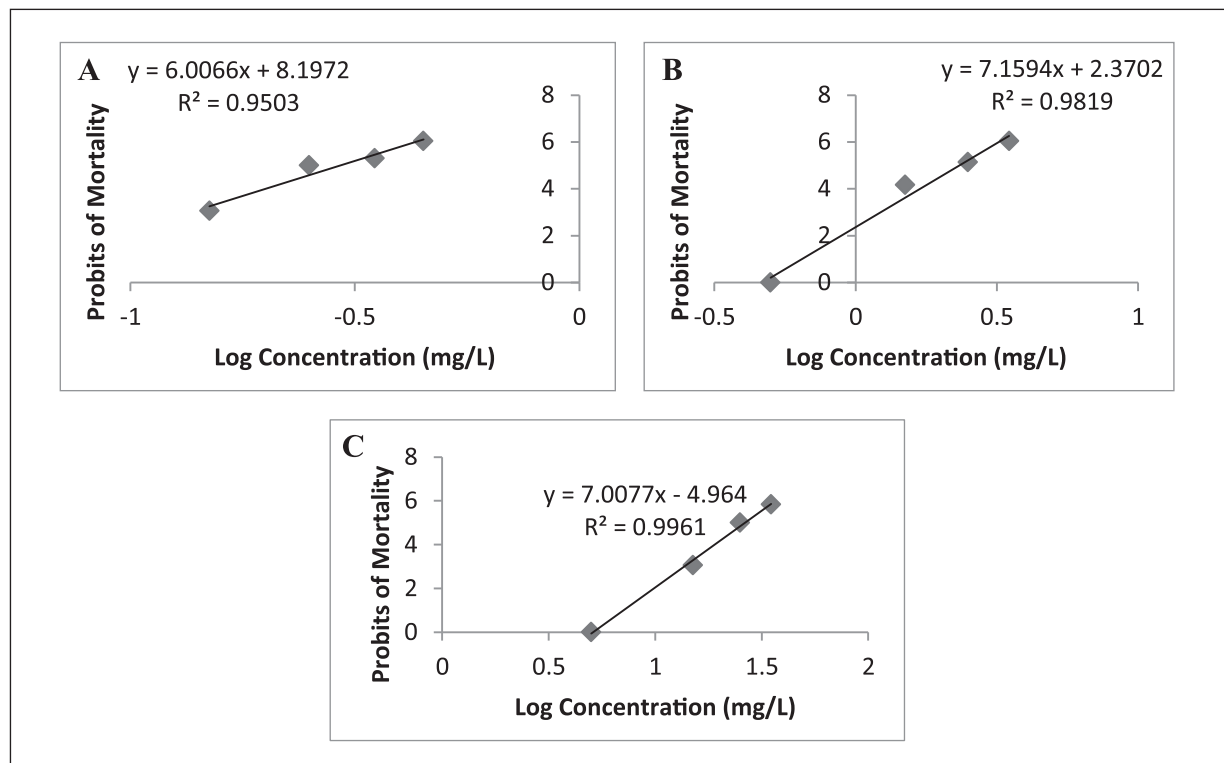 A
y = 6.0066x + 8.1972
R² = 0.9503
Probits of Mortality
8
6
4
2
0
-1
-0.5
0
Log Concentration (mg/L)
B
y = 7.1594x + 2.3702
R² = 0.9819
Probits of Mortality
8
6
4
2
0
-0.5
0
0.5
1
Log Concentration (mg/L)
C
y = 7.0077x - 4.964
R² = 0.9961
Probits of Mortality
8
6
4
2
0
0
0.5
1
1.5
2
Log Concentration (mg/L)